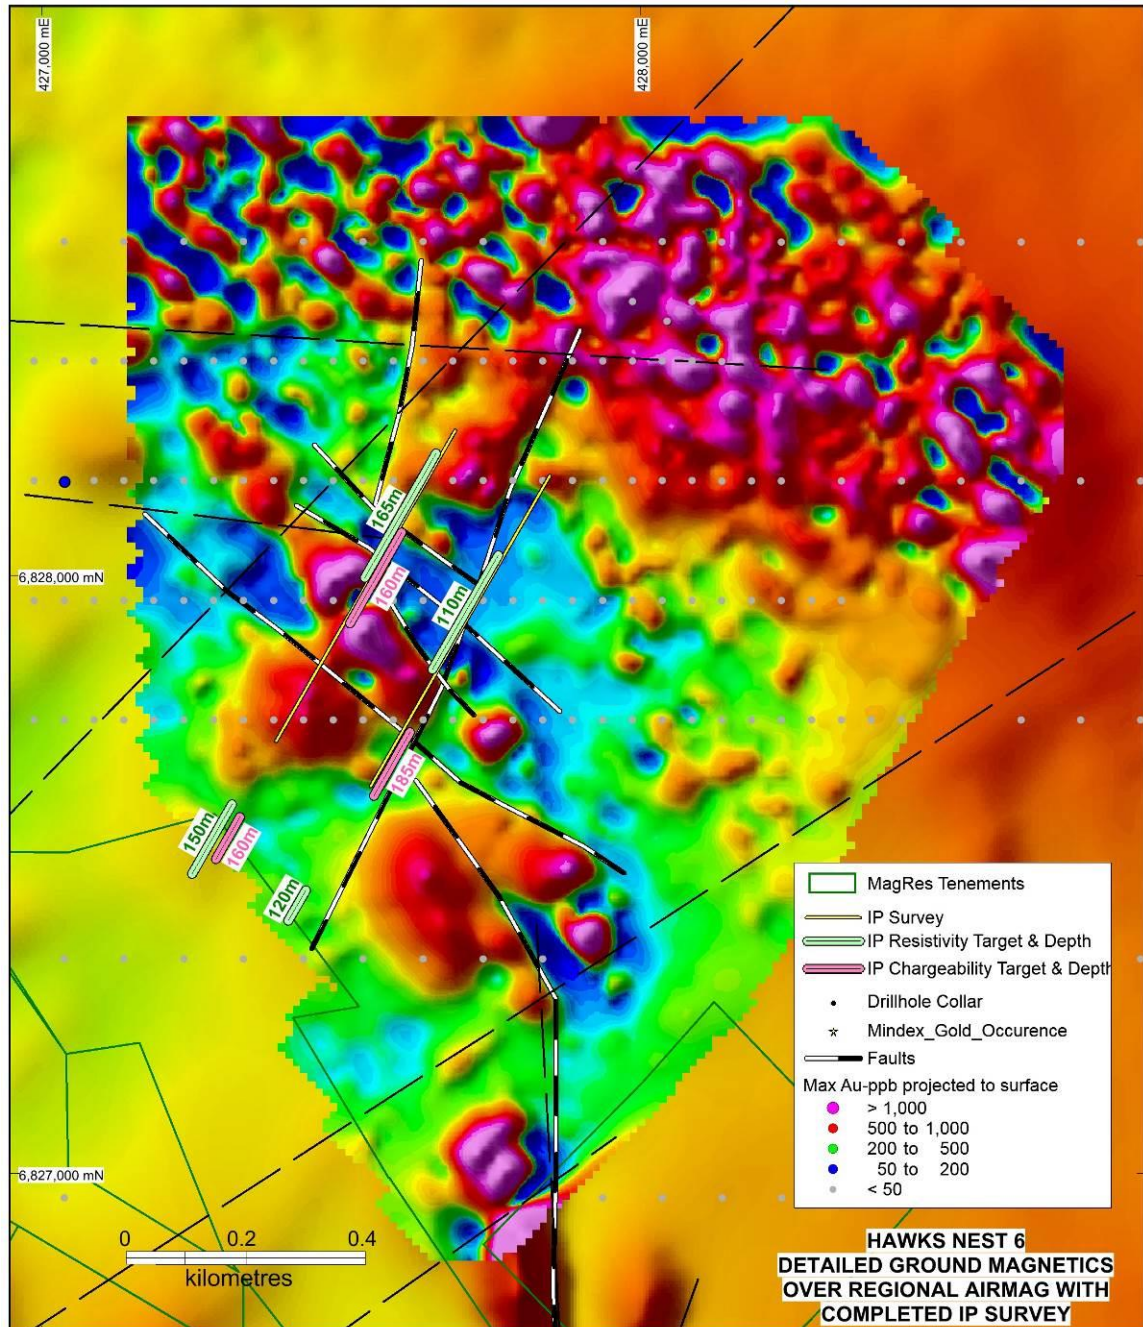 427,000 mE
428,000 mE
165m
160m
110m
6,828,000 mN
185m
150m
160m
120m
MagRes Tenements
IP Survey
IP Resistivity Target & Depth
IP Chargeability Target & Depth
Drillhole Collar
Mindex_Gold_Occurence
Faults
Max Au-ppb projected to surface
> 1,000
500 to 1,000
200 to 500
50 to 200
< 50
6,827,000 mN
0 0.2 0.4
kilometres
HAWKS NEST 6
DETAILED GROUND MAGNETICS
OVER REGIONAL AIRMAG WITH
COMPLETED IP SURVEY